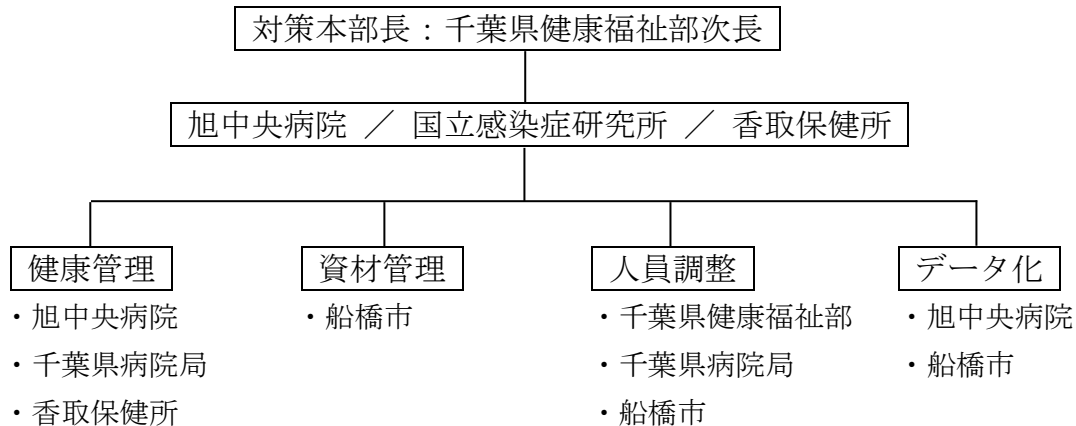 対策本部長：千葉県健康福祉部次長
旭中央病院 ／ 国立感染症研究所 ／ 香取保健所
健康管理
・旭中央病院
・千葉県病院局
・香取保健所
資材管理
・船橋市
人員調整
・千葉県健康福祉部
・千葉県病院局
・船橋市
データ化
・旭中央病院
・船橋市